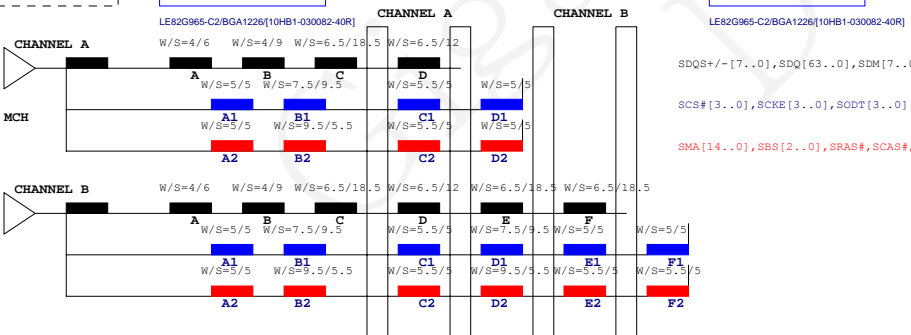 CHANNEL A CHANNEL B
LE82G965-C2/BGA1226/[10HB1-030082-40R] LE82G965-C2/BGA1226/[10HB1-030082-40R]
CHANNEL A W/S=4/6 W/S=4/9 W/S=6.5/18.5 W/S=6.5/12
A B C D
SDQS+/-[7..0],SDQ[63..0],SDM[7..0
W/S=5/5 W/S=7.5/9.5 W/S=5.5/5 W/S=5/5
SCS#[3..0],SCKE[3..0],SODT[3..0]
MCH A1 B1 C1 D1
W/S=5/5 W/S=9.5/5.5 W/S=5.5/5 W/S=5/5
SMA[14..0],SBS[2..0],SRAS#,SCAS#,
A2 B2 C2 D2
CHANNEL B W/S=4/6 W/S=4/9 W/S=6.5/18.5 W/S=6.5/12 W/S=6.5/18.5 W/S=6.5/18.5
A B C D E F
W/S=5/5 W/S=7.5/9.5 W/S=5.5/5 W/S=7.5/9.5 W/S=5/5 W/S=5/5
A1 B1 C1 D1 E1 F1
W/S=5/5 W/S=9.5/5.5 W/S=5.5/5 W/S=9.5/5.5 W/S=5.5/5 W/S=5.5/5
A2 B2 C2 D2 E2 F2